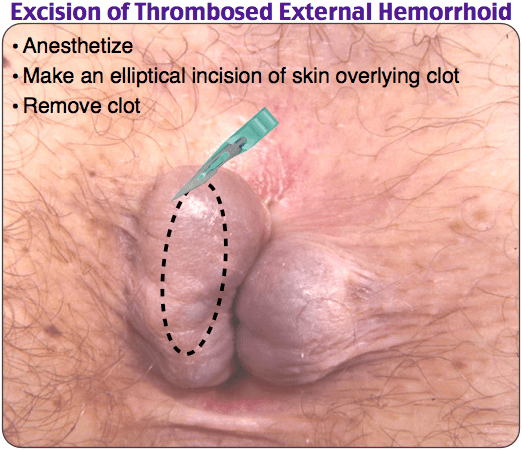 Excision of Thrombosed External Hemorrhoid
• Anesthetize
• Make an elliptical incision of skin overlying clot
• Remove clot